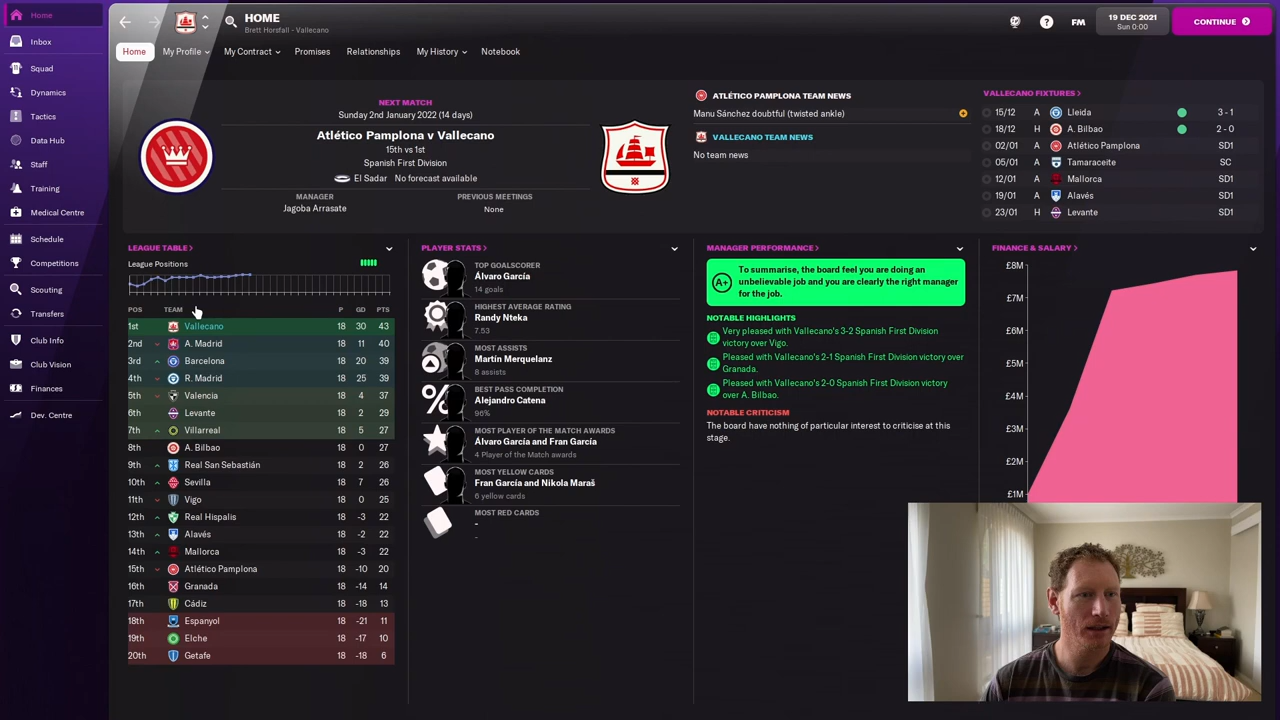 Home
HOME
Brett Horsfall - Vallecano
FM
19 DEC 2021
Sun 0:00
CONTINUE
Inbox
Squad
Dynamics
Tactics
Data Hub
Staff
Training
Medical Centre
Schedule
Competitions
Scouting
Transfers
Club Info
Club Vision
Finances
Dev. Centre
Home My Profile My Contract Promises Relationships My History Notebook
NEXT MATCH
Sunday 2nd January 2022 (14 days)
Atlético Pamplona v Vallecano
15th vs 1st
Spanish First Division
El Sadar No forecast available
MANAGER PREVIOUS MEETINGS
Jagoba Arrasate None
ATLÉTICO PAMPLONA TEAM NEWS
Manu Sánchez doubtful (twisted ankle)
VALLECANO TEAM NEWS
No team news
VALLECANO FIXTURES >
15/12 A Lleida 3 - 1
18/12 H A. Bilbao 2 - 0
02/01 A Atlético Pamplona SD1
05/01 A Tamaraceite SC
12/01 A Mallorca SD1
19/01 A Alavés SD1
23/01 H Levante SD1
LEAGUE TABLE >
League Positions
POS TEAM P GD PTS
1st Vallecano 18 30 43
2nd A. Madrid 18 11 40
3rd Barcelona 18 20 39
4th R. Madrid 18 25 39
5th Valencia 18 4 37
6th Levante 18 2 29
7th Villarreal 18 5 27
8th A. Bilbao 18 0 27
9th Real San Sebastián 18 2 26
10th Sevilla 18 7 26
11th Vigo 18 0 25
12th Real Hispalis 18 -3 22
13th Alavés 18 -2 22
14th Mallorca 18 -3 22
15th Atlético Pamplona 18 -10 20
16th Granada 18 -14 14
17th Cádiz 18 -18 13
18th Espanyol 18 -21 11
19th Elche 18 -17 10
20th Getafe 18 -18 6
PLAYER STATS >
TOP GOALSCORER
Álvaro García
14 goals
HIGHEST AVERAGE RATING
Randy Nteka
7.53
MOST ASSISTS
Martín Merquelanz
8 assists
BEST PASS COMPLETION
Alejandro Catena
96%
MOST PLAYER OF THE MATCH AWARDS
Álvaro García and Fran García
4 Player of the Match awards
MOST YELLOW CARDS
Fran García and Nikola Maraš
6 yellow cards
MOST RED CARDS
-
-
MANAGER PERFORMANCE >
A+
To summarise, the board feel you are doing an
unbelievable job and you are clearly the right manager
for the job.
NOTABLE HIGHLIGHTS
Very pleased with Vallecano's 3-2 Spanish First Division
victory over Vigo.
Pleased with Vallecano's 2-1 Spanish First Division victory over
Granada.
Pleased with Vallecano's 2-0 Spanish First Division victory
over A. Bilbao.
NOTABLE CRITICISM
The board have nothing of particular interest to criticise at this
stage.
FINANCE & SALARY >
£8M
£7M
£6M
£5M
£4M
£3M
£2M
£1M